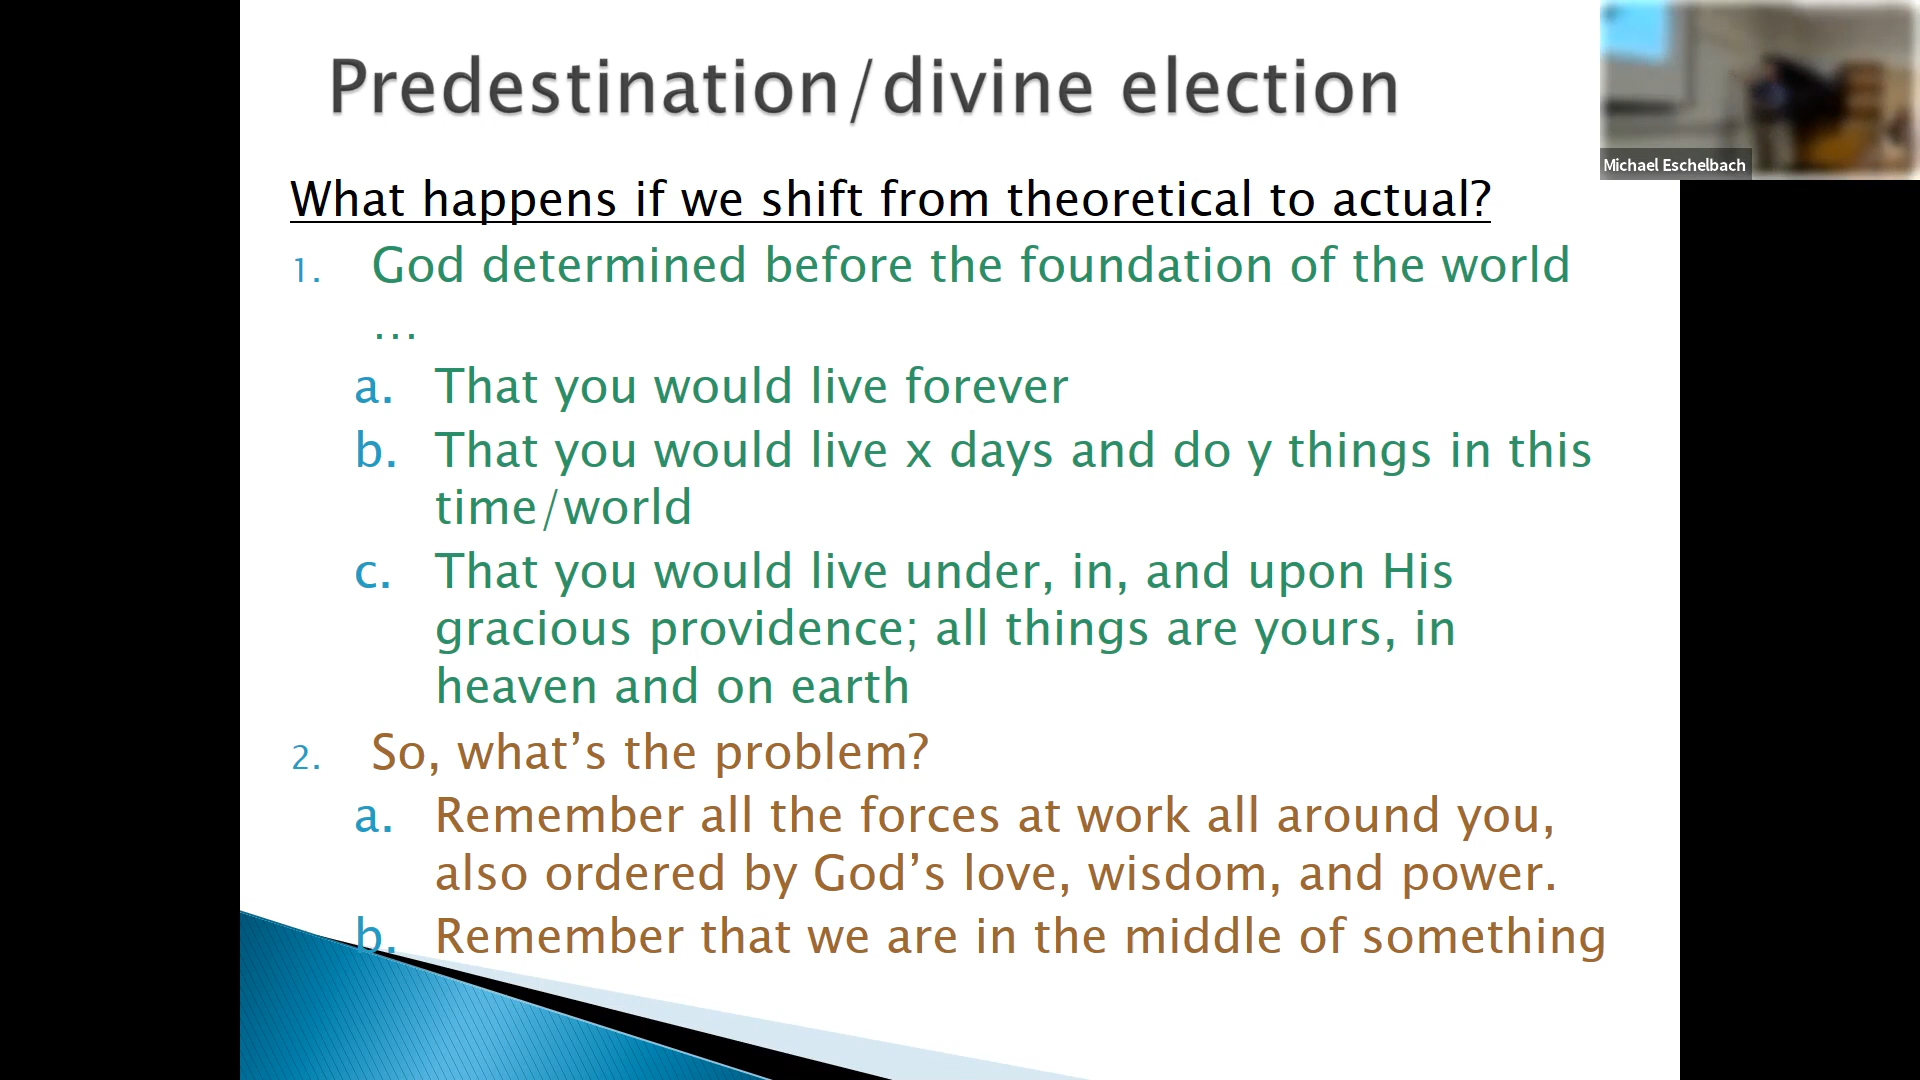 Predestination/divine election
Michael Eschelbach
What happens if we shift from theoretical to actual?
1. God determined before the foundation of the world
…
a. That you would live forever
b. That you would live x days and do y things in this
time/world
c. That you would live under, in, and upon His
gracious providence; all things are yours, in
heaven and on earth
2. So, what’s the problem?
a. Remember all the forces at work all around you,
also ordered by God’s love, wisdom, and power.
b. Remember that we are in the middle of something